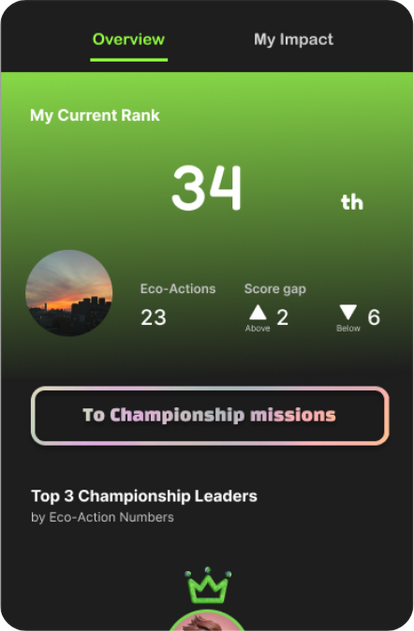 Overview My Impact
My Current Rank
34 th
Eco-Actions Score gap
23 ▲ 2 ▼ 6
Above Below
To Championship missions
Top 3 Championship Leaders
by Eco-Action Numbers